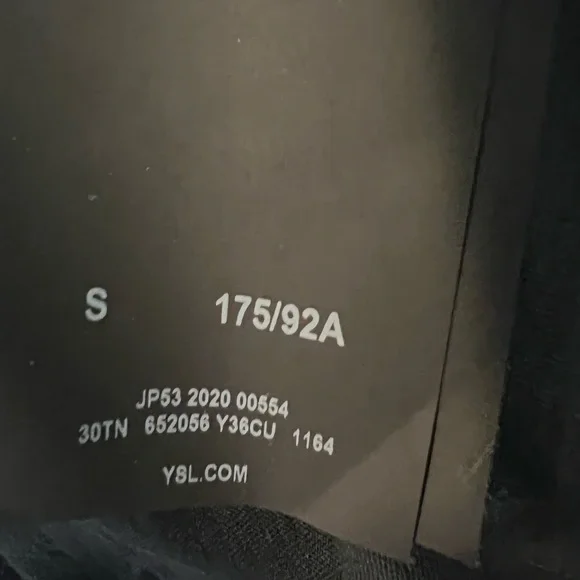 S 175/92A
JP53 2020 00554
30TN 652056 Y36CU 1164
YSL.COM